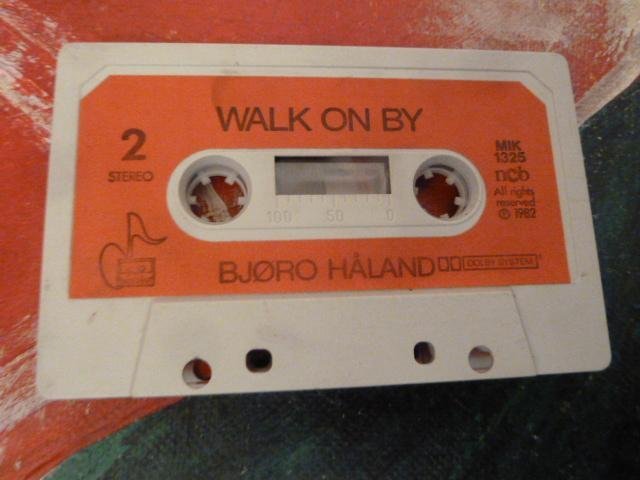 WALK ON BY
2
STEREO
MIK
1325
ncb
All rights
reserved
℗ 1982
100 50 0
BJØRO HÅLAND
DOLBY SYSTEM